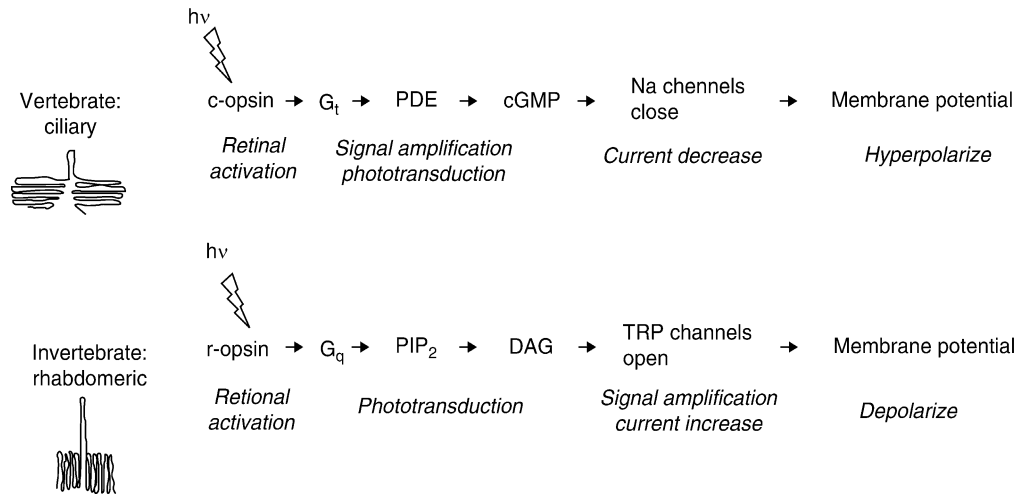 hν
Vertebrate:
ciliary
c-opsin → Gt → PDE → cGMP → Na channels close → Membrane potential
Retinal activation
Signal amplification phototransduction
Current decrease
Hyperpolarize
hν
Invertebrate:
rhabdomeric
r-opsin → Gq → PIP2 → DAG → TRP channels open → Membrane potential
Retional activation
Phototransduction
Signal amplification current increase
Depolarize